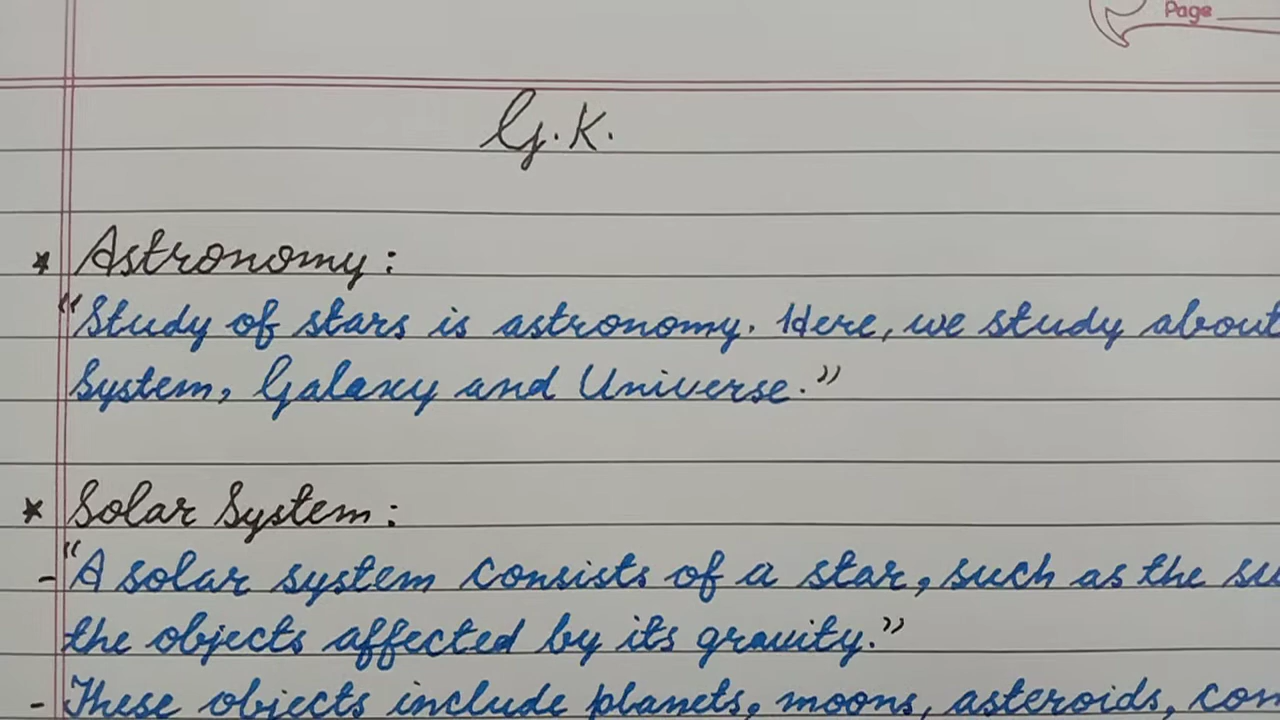 Page
G.K.
* Astronomy:
"Study of stars is astronomy. Here, we study about
System, Galaxy and Universe."
* Solar System:
- "A solar system consists of a star, such as the
the objects affected by its gravity."
- These objects include planets, moons, asteroids,